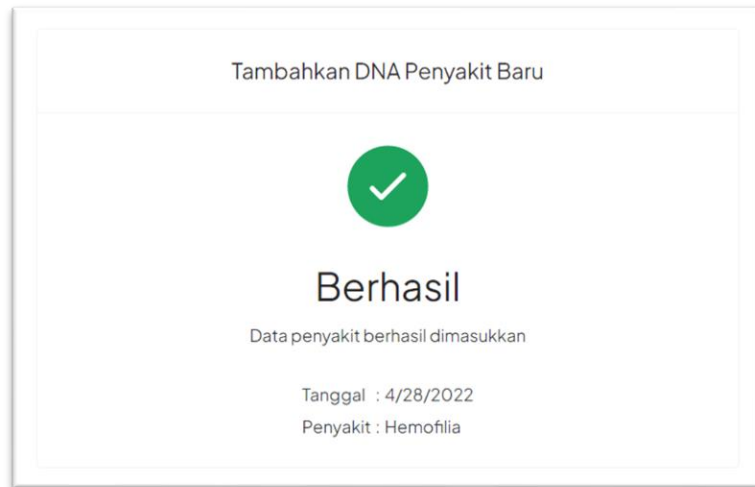 Tambahkan DNA Penyakit Baru
Berhasil
Data penyakit berhasil dimasukkan
Tanggal : 4/28/2022
Penyakit : Hemofilia